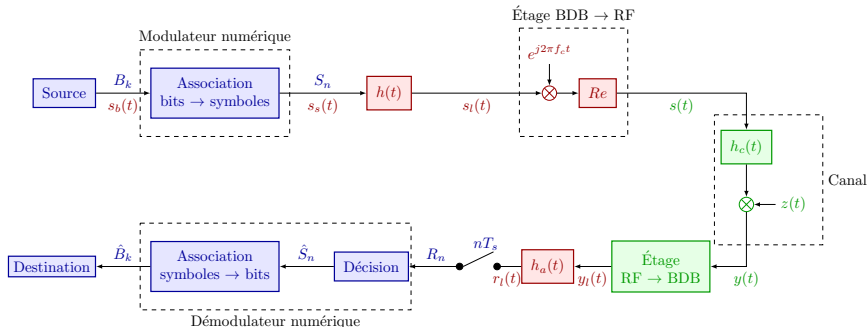 Étage BDB → RF
Modulateur numérique
e^{j2πf_c t}
Source
B_k
s_b(t)
Association
bits → symboles
S_n
s_s(t)
h(t)
s_l(t)
Re
s(t)
h_c(t)
Canal
z(t)
y(t)
Étage
RF → BDB
y_l(t)
h_a(t)
r_l(t)
nT_s
R_n
Décision
Ŝ_n
Association
symboles → bits
B̂_k
Destination
Démodulateur numérique